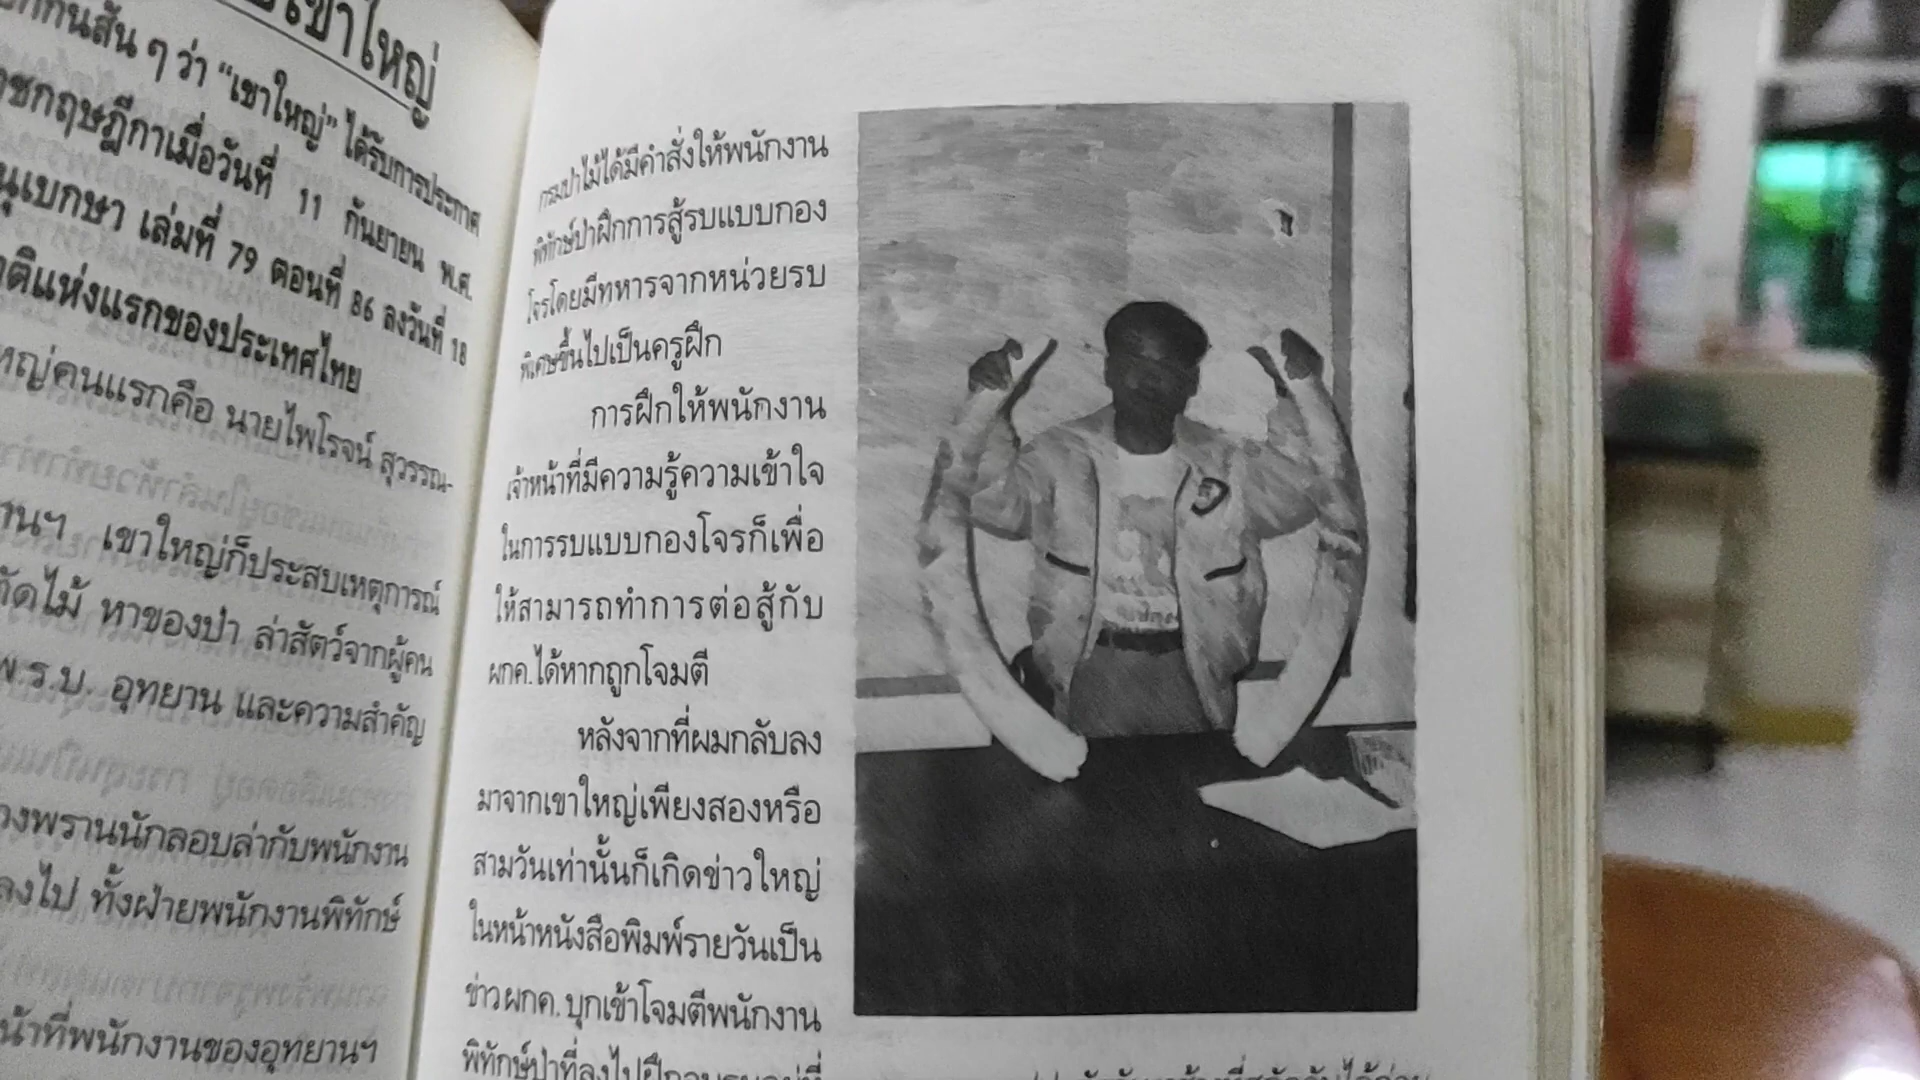 เขาใหญ่
สั้น ๆ ว่า “เขาใหญ่” ได้รับการประกาศ
กฤษฎีกาเมื่อวันที่ 11 กันยายน พ.ศ.
นุเบกษา เล่มที่ 79 ตอนที่ 86 ลงวันที่ 18
ติแห่งแรกของประเทศไทย
หญ่คนแรกคือ นายไพโรจน์ สุวรรณ-
านฯ เขาใหญ่ก็ประสบเหตุการณ์
ตัดไม้ หาของป่า ล่าสัตว์จากผู้คน
พ.ร.บ. อุทยาน และความสำคัญ
างพรานนักลอบล่ากับพนักงาน
ลงไป ทั้งฝ่ายพนักงานพิทักษ์
น้าที่พนักงานของอุทยานฯ
กรมป่าไม้ได้มีคำสั่งให้พนักงาน
พิทักษ์ป่าฝึกการสู้รบแบบกอง
โจรโดยมีทหารจากหน่วยรบ
พิเศษขึ้นไปเป็นครูฝึก
การฝึกให้พนักงาน
เจ้าหน้าที่มีความรู้ความเข้าใจ
ในการรบแบบกองโจรก็เพื่อ
ให้สามารถทำการต่อสู้กับ
ผกค.ได้หากถูกโจมตี
หลังจากที่ผมกลับลง
มาจากเขาใหญ่เพียงสองหรือ
สามวันเท่านั้นก็เกิดข่าวใหญ่
ในหน้าหนังสือพิมพ์รายวันเป็น
ข่าวผกค.บุกเข้าโจมตีพนักงาน
พิทักษ์ป่าที่ลงไปฝึกอบรมอยู่ที่